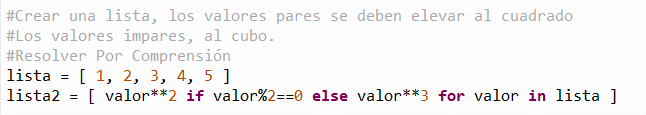 #Crear una lista, los valores pares se deben elevar al cuadrado
#Los valores impares, al cubo.
#Resolver Por Comprensión
lista = [ 1, 2, 3, 4, 5 ]
lista2 = [ valor**2 if valor%2==0 else valor**3 for valor in lista ]